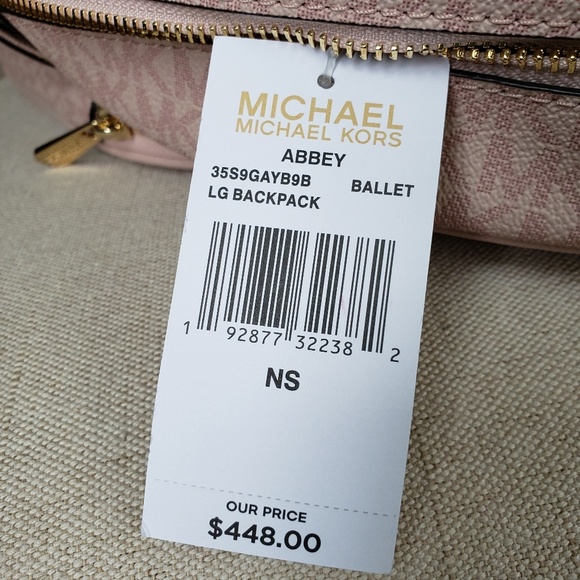 MICHAEL
MICHAEL KORS
ABBEY
35S9GAYB9B BALLET
LG BACKPACK
1 92877 32238 2
NS
OUR PRICE
$448.00